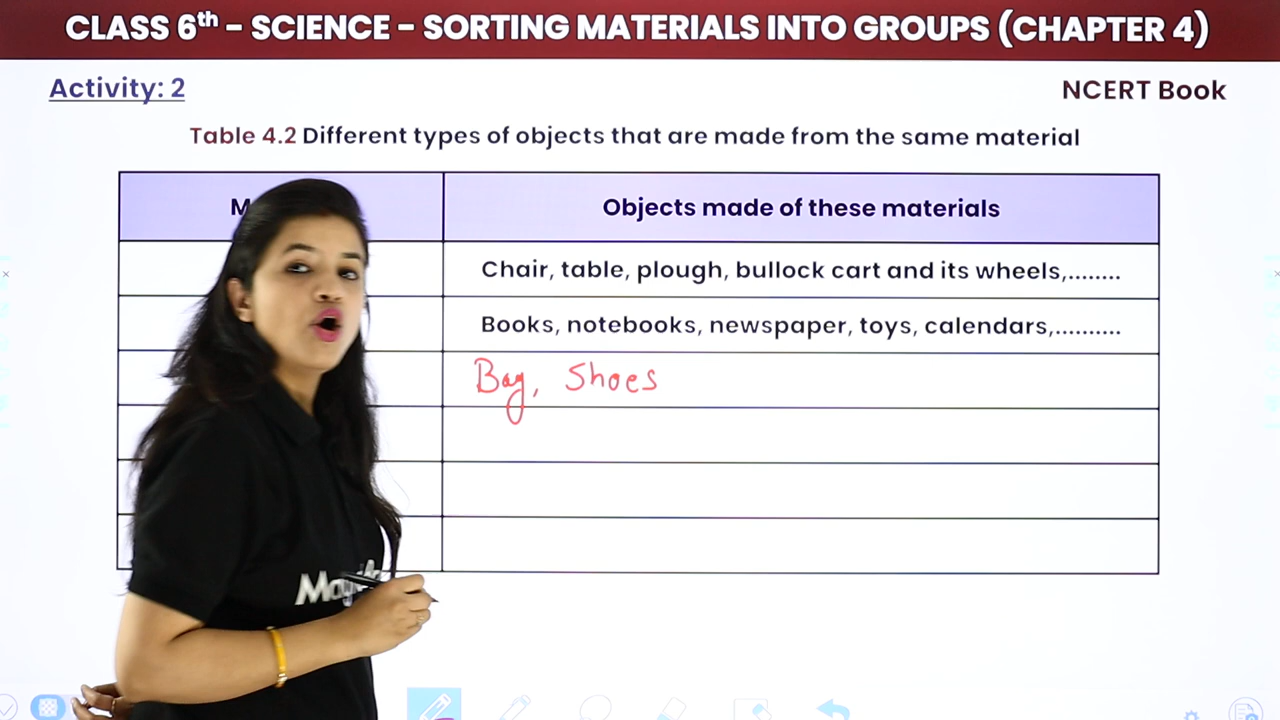 CLASS 6th – SCIENCE – SORTING MATERIALS INTO GROUPS (CHAPTER 4)
Activity: 2
NCERT Book
Table 4.2 Different types of objects that are made from the same material
Objects made of these materials
Chair, table, plough, bullock cart and its wheels,........
Books, notebooks, newspaper, toys, calendars,..........
Bag, Shoes